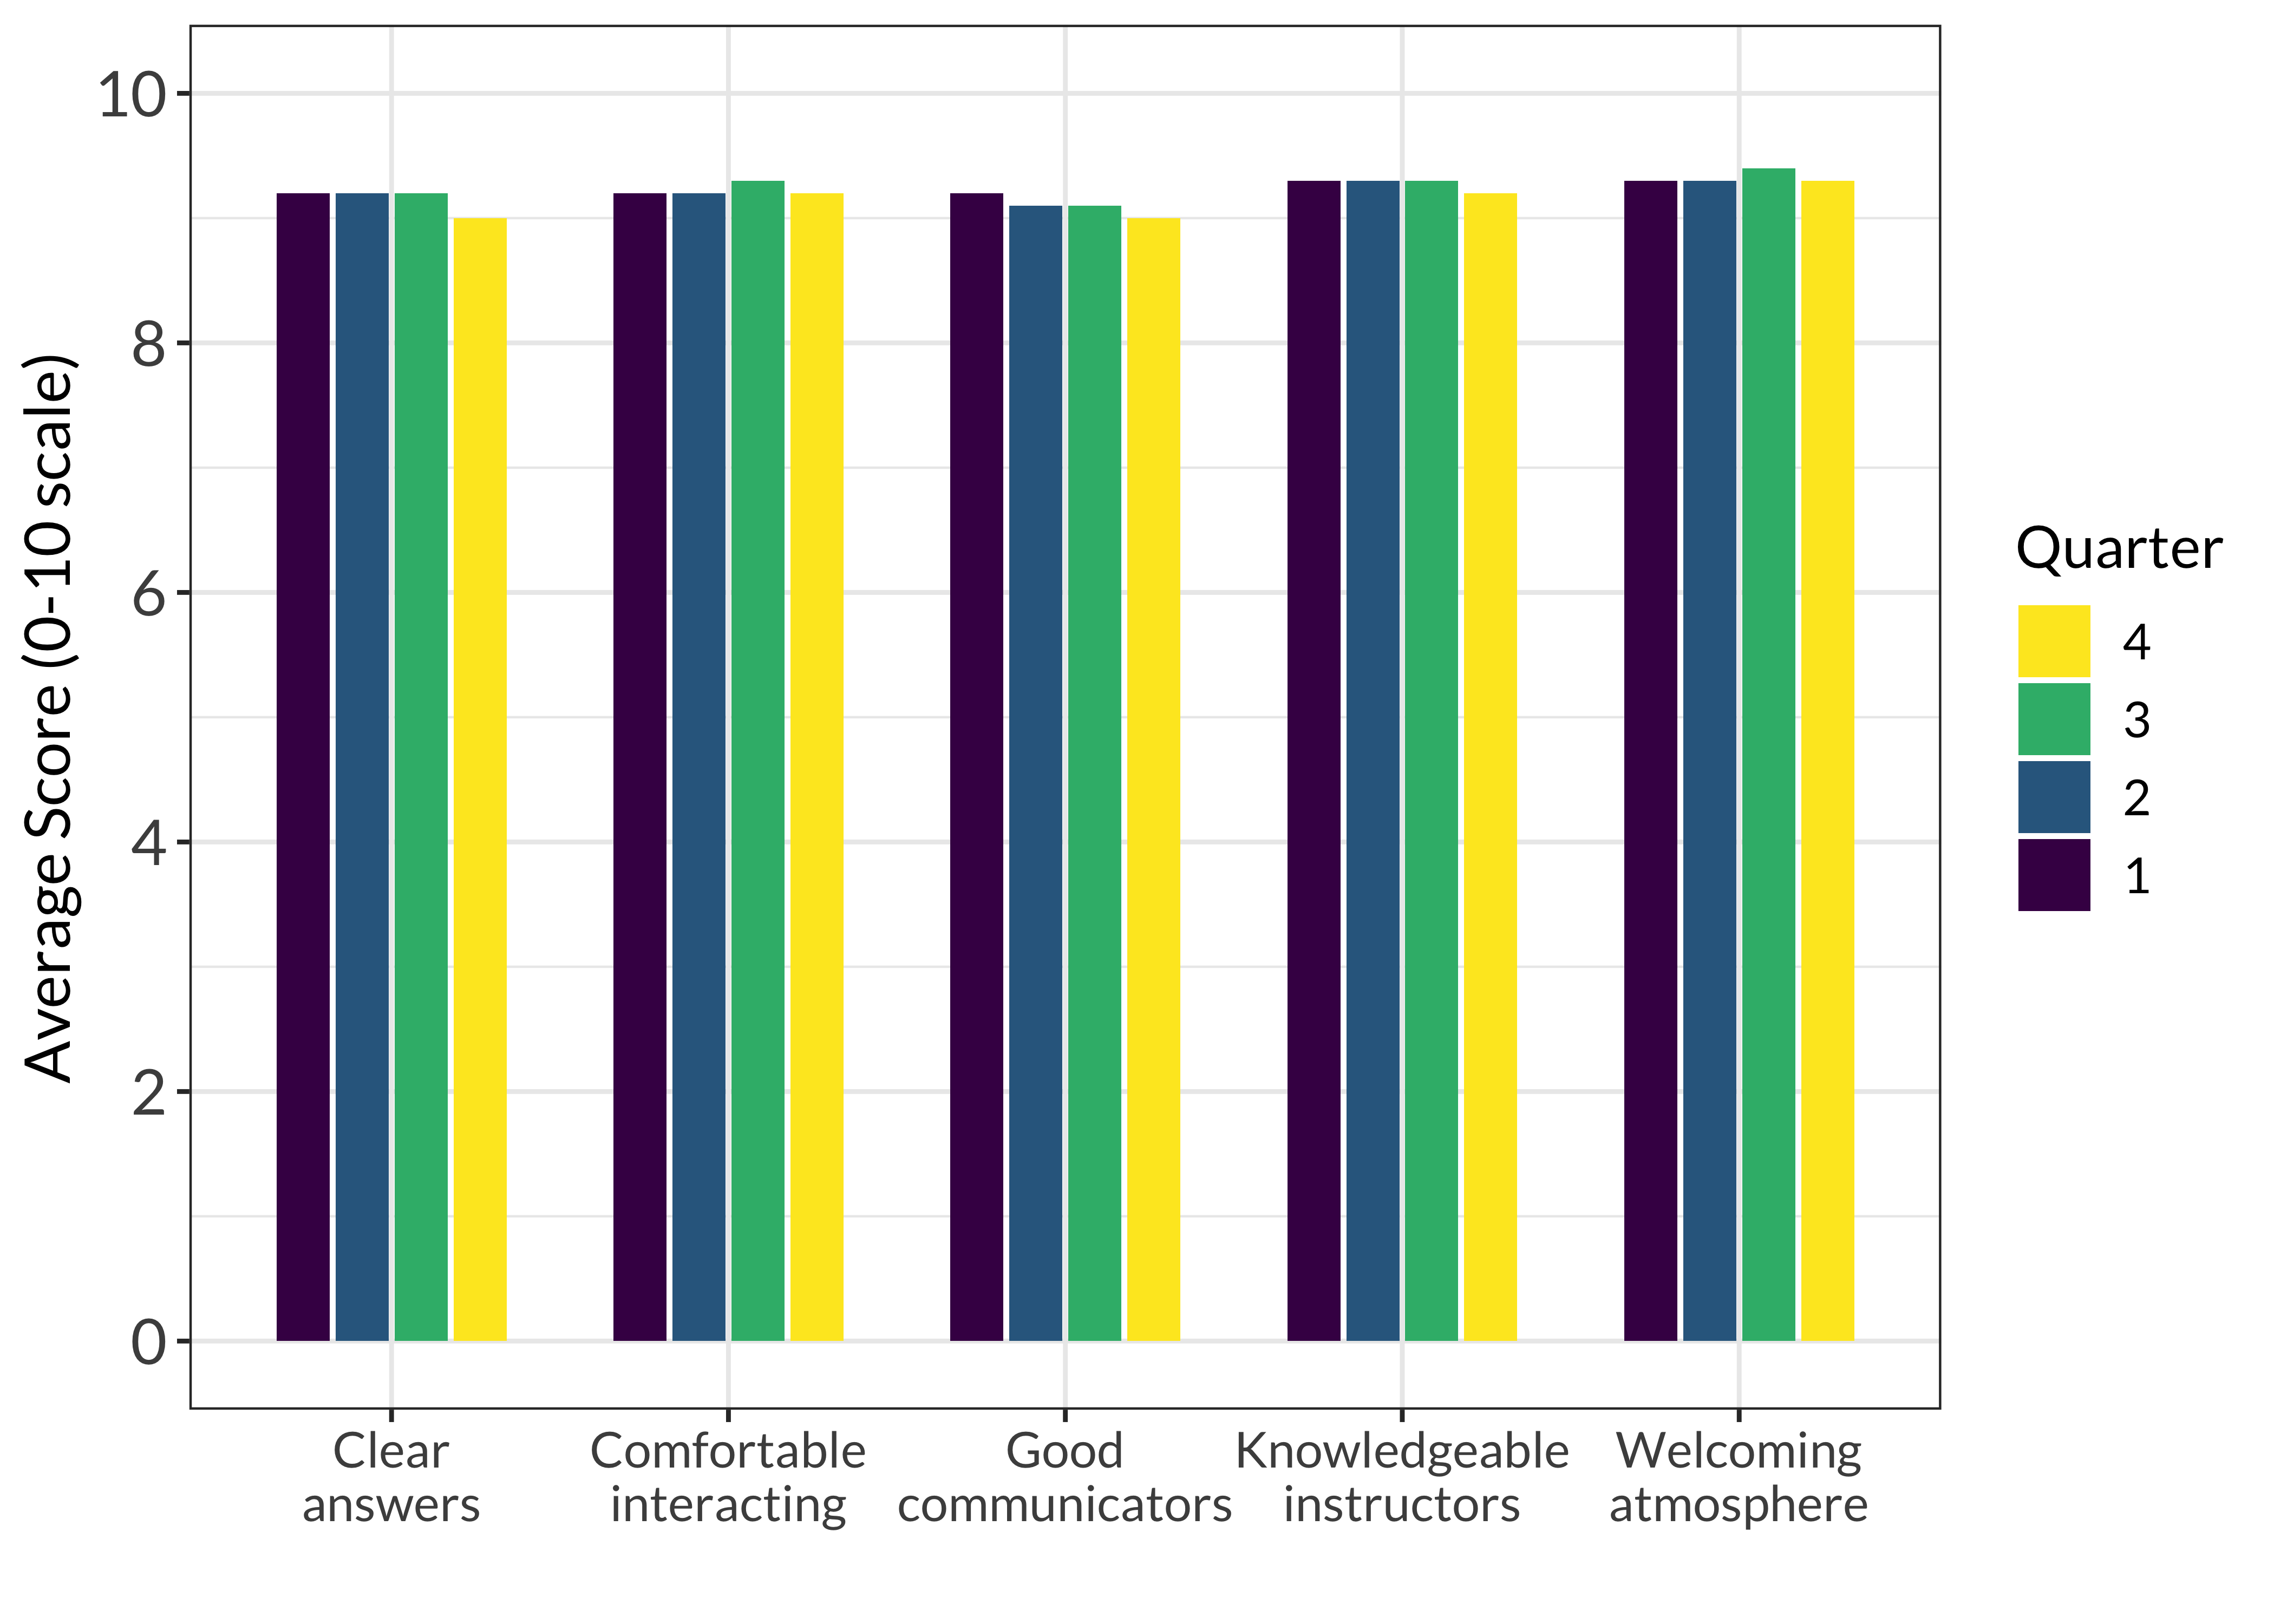 Average Score (0-10 scale)
10
8
6
4
2
0
Clear
answers
Comfortable
interacting
Good
communicators
Knowledgeable
instructors
Welcoming
atmosphere
Quarter
4
3
2
1